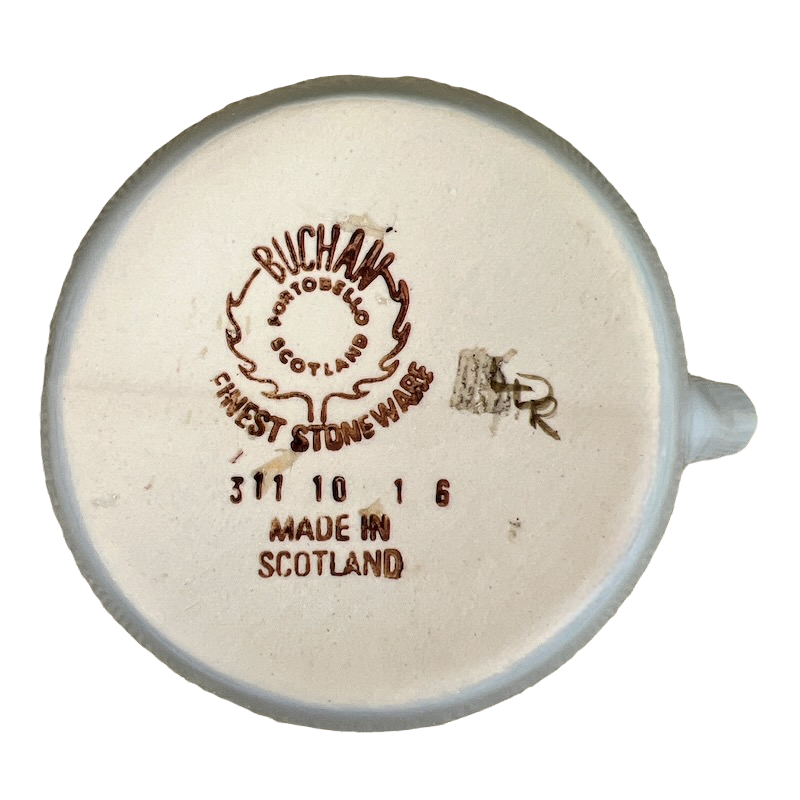 BUCHAN
PORTOBELLO
SCOTLAND
FINEST STONEWARE
311 10 1 6
MADE IN
SCOTLAND